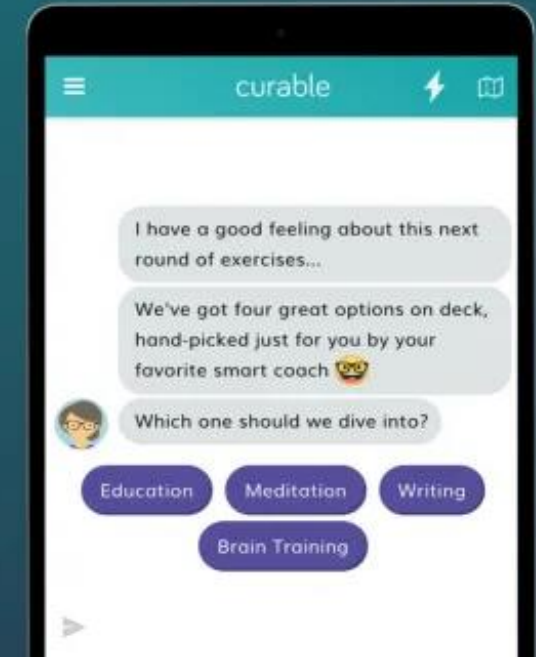 curable
I have a good feeling about this next
round of exercises...
We've got four great options on deck,
hand-picked just for you by your
favorite smart coach 🤓
Which one should we dive into?
Education
Meditation
Writing
Brain Training